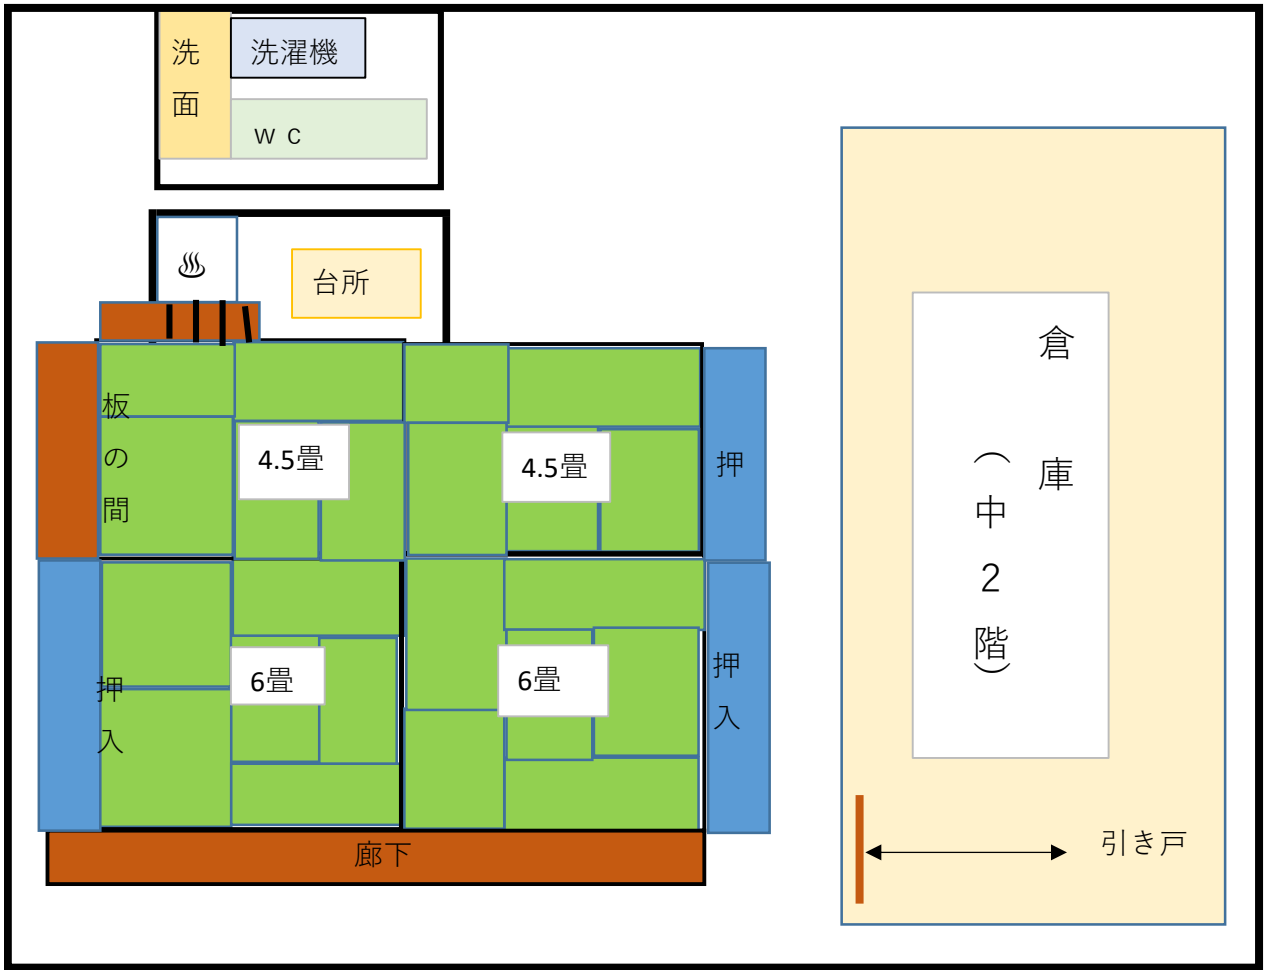 洗面
洗濯機
ｗｃ
♨
台所
板の間
4.5畳
4.5畳
押
押入
6畳
6畳
押入
廊下
倉庫
（中２階）
引き戸